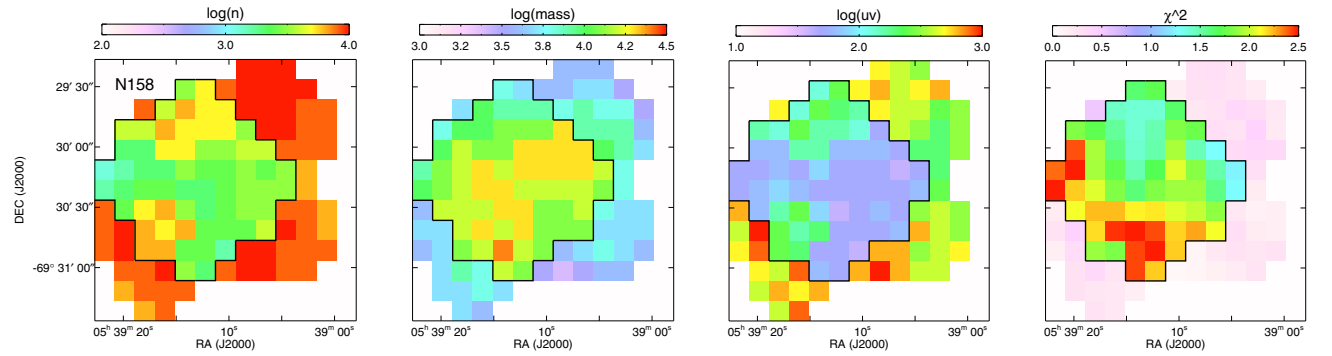 log(n)
2.0 3.0 4.0
log(mass)
3.0 3.3 3.6 3.8 4.0 4.2 4.5
log(uv)
1.0 2.0 3.0
χ^2
0.0 0.5 1.0 1.5 2.0 2.5
N158
29′ 30″
30′ 00″
30′ 30″
-69° 31′ 00″
DEC (J2000)
05ʰ 39ᵐ 20ˢ 10ˢ 39ᵐ 00ˢ
RA (J2000)
05ʰ 39ᵐ 20ˢ 10ˢ 39ᵐ 00ˢ
RA (J2000)
05ʰ 39ᵐ 20ˢ 10ˢ 39ᵐ 00ˢ
RA (J2000)
05ʰ 39ᵐ 20ˢ 10ˢ 39ᵐ 00ˢ
RA (J2000)